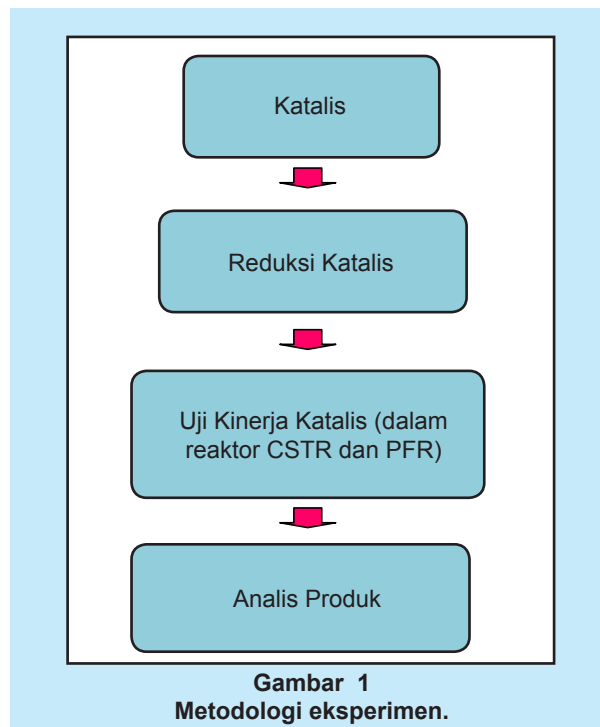 Katalis
Reduksi Katalis
Uji Kinerja Katalis (dalam
reaktor CSTR dan PFR)
Analis Produk
Gambar 1
Metodologi eksperimen.